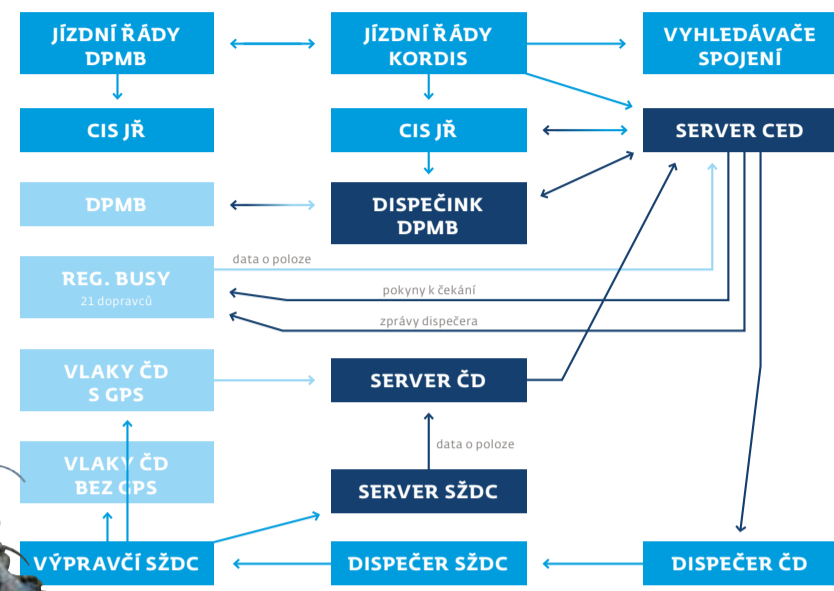 JÍZDNÍ ŘÁDY
DPMB
JÍZDNÍ ŘÁDY
KORDIS
VYHLEDÁVAČE
SPOJENÍ
CIS JŘ
CIS JŘ
SERVER CED
DPMB
DISPEČINK
DPMB
data o poloze
REG. BUSY
21 dopravců
pokyny k čekání
zprávy dispečera
VLAKY ČD
S GPS
SERVER ČD
data o poloze
VLAKY ČD
BEZ GPS
SERVER SŽDC
VÝPRAVČÍ SŽDC
DISPEČER SŽDC
DISPEČER ČD